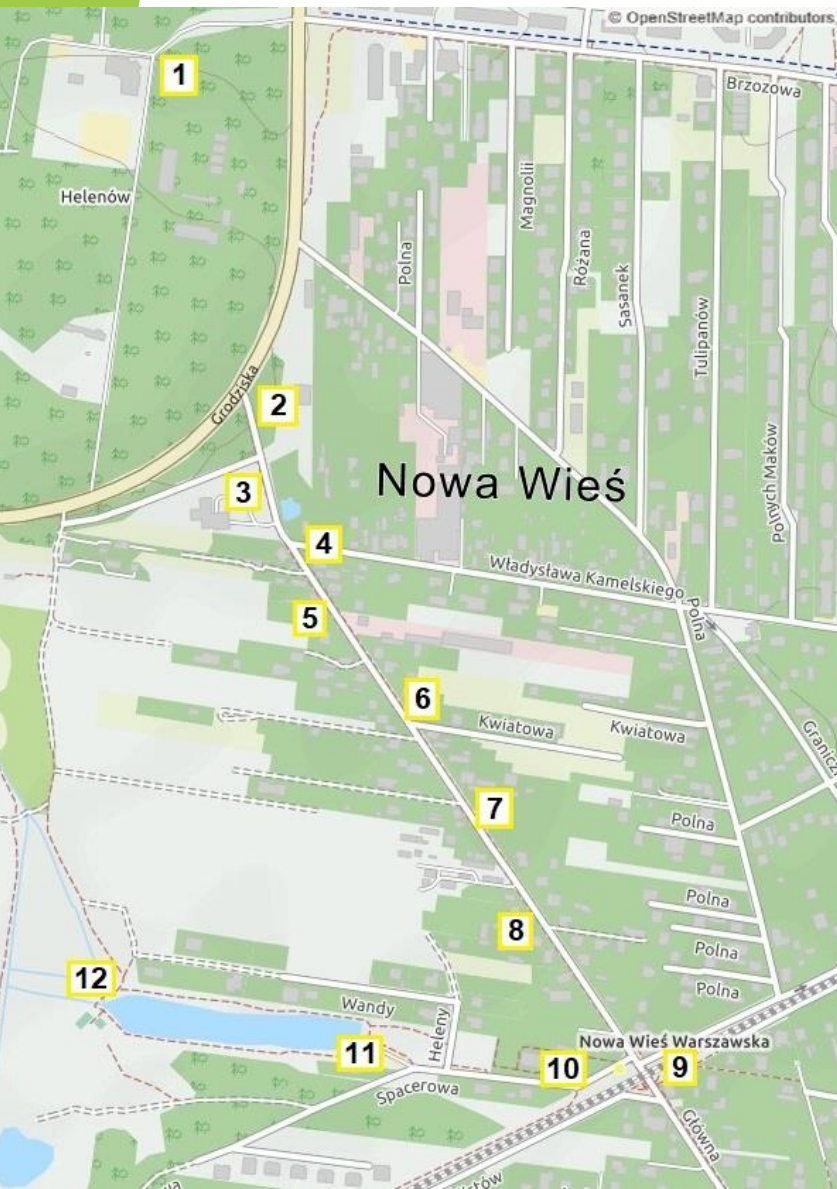 © OpenStreetMap contributors
1
Brzozowa
Helenów
Magnolii
Polna
Różana
Sasanek
Tulipanów
Grodziska
2
Polnych Maków
3
Nowa Wieś
4
Władysława Kamelskiego
Polna
5
6
Kwiatowa
Kwiatowa
7
Polna
Polna
8
Polna
12
Polna
Wandy
Heleny
Nowa Wieś Warszawska
11
10
9
Spacerowa
Główna